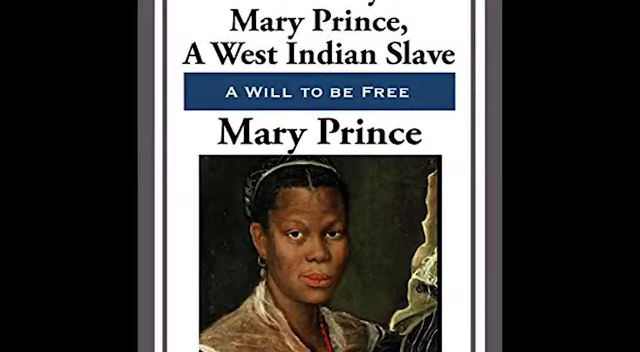 Mary Prince,
A West Indian Slave
A WILL TO BE FREE
Mary Prince